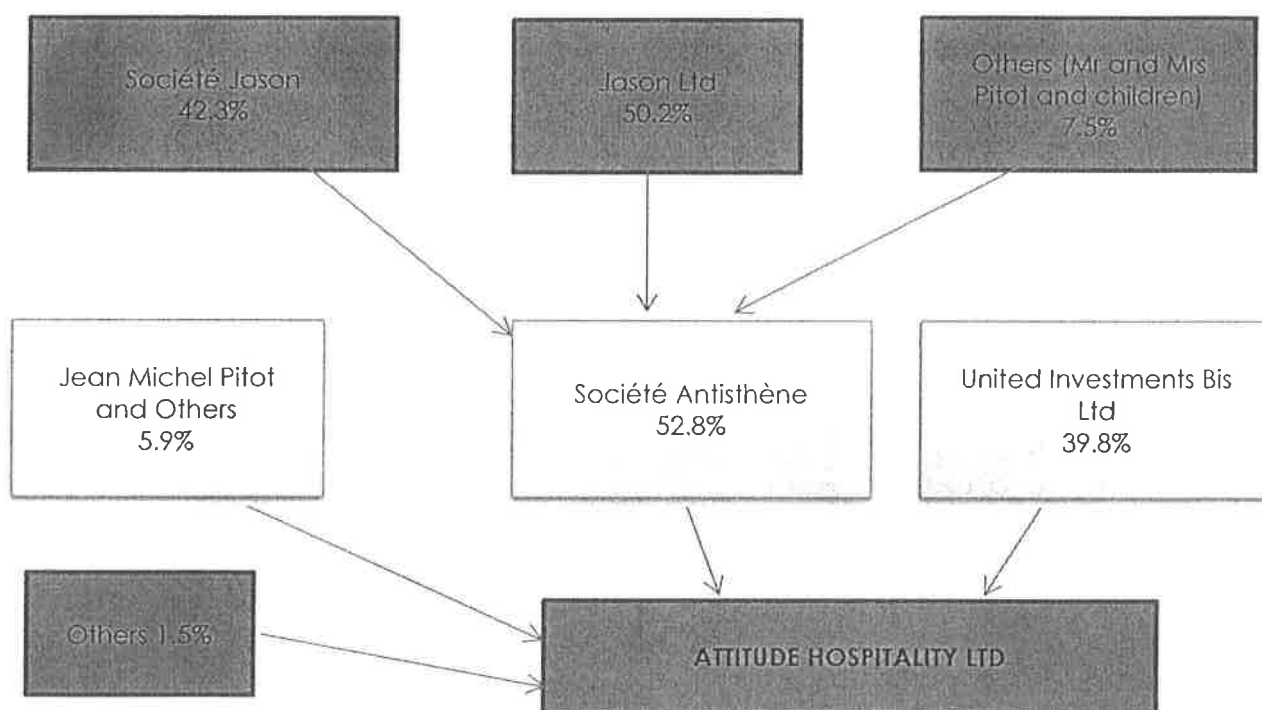 Société Jason
42.3%
Jason Ltd
50.2%
Others (Mr and Mrs
Pitot and children)
7.5%
Jean Michel Pitot
and Others
5.9%
Société Antisthène
52.8%
United Investments Bis
Ltd
39.8%
Others 1.5%
ATTITUDE HOSPITALITY LTD